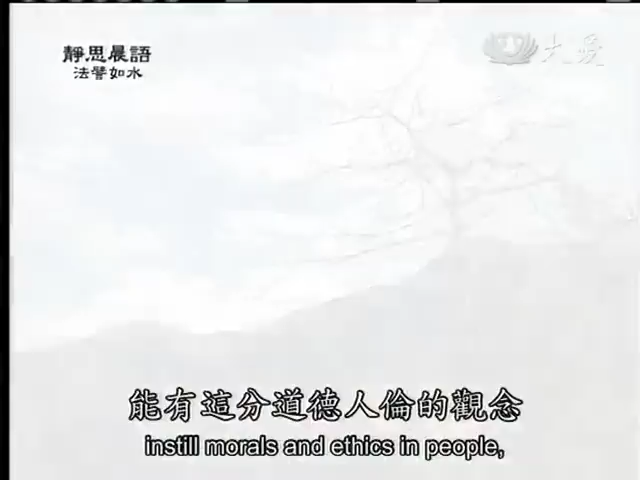 靜思晨語
法譬如水
大愛
能有這分道德人倫的觀念
instill morals and ethics in people,